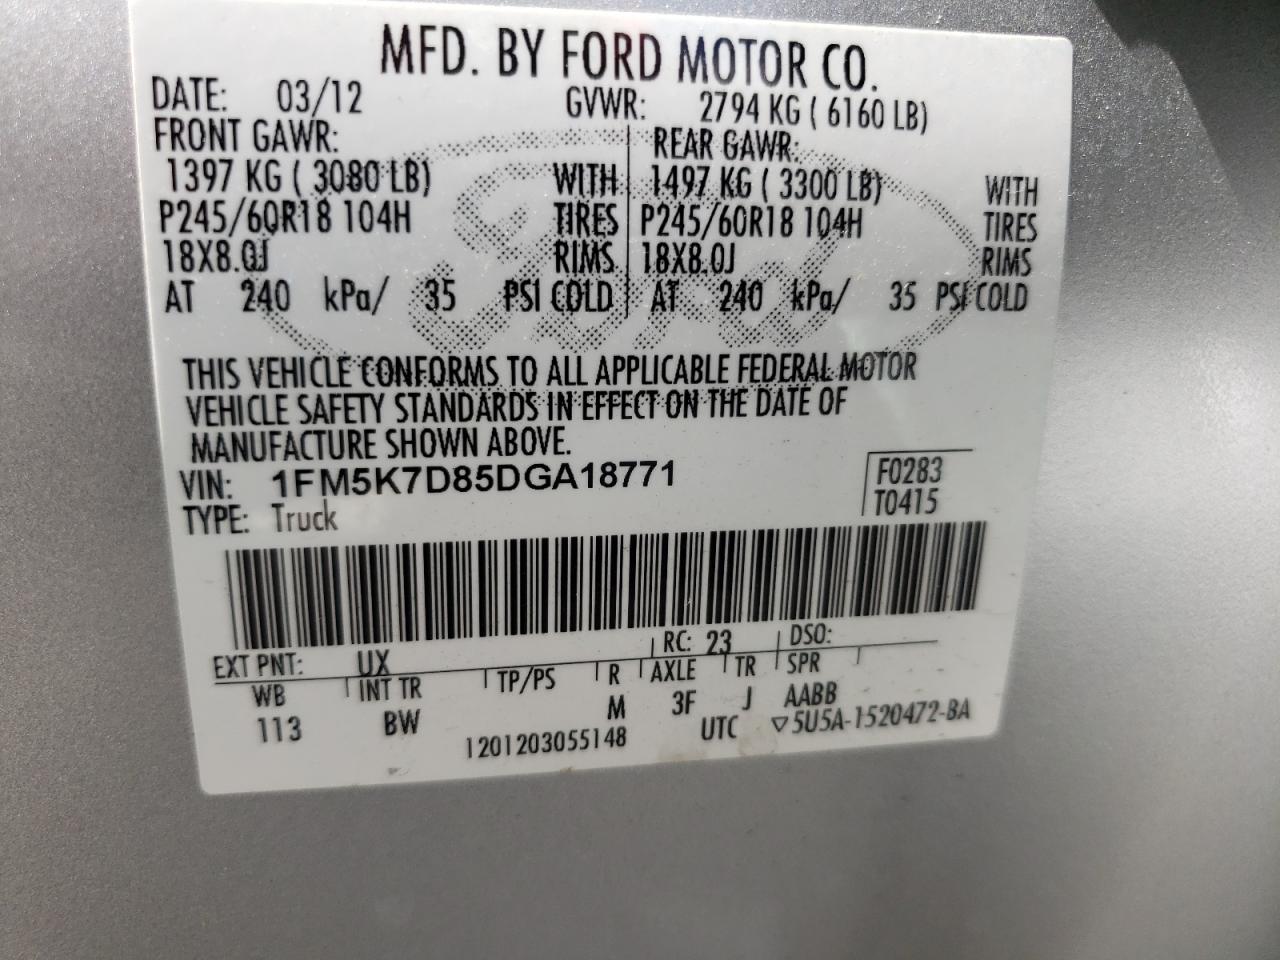 MFD. BY FORD MOTOR CO.
DATE: 03/12 GVWR: 2794 KG ( 6160 LB)
FRONT GAWR: REAR GAWR:
1397 KG ( 3080 LB) WITH 1497 KG ( 3300 LB) WITH
P245/60R18 104H TIRES P245/60R18 104H TIRES
18X8.0J RIMS 18X8.0J RIMS
AT 240 kPa/ 35 PSI COLD AT 240 kPa/ 35 PSI COLD
Ford
THIS VEHICLE CONFORMS TO ALL APPLICABLE FEDERAL MOTOR
VEHICLE SAFETY STANDARDS IN EFFECT ON THE DATE OF
MANUFACTURE SHOWN ABOVE.
VIN: 1FM5K7D85DGA18771 F0283
TYPE: Truck T0415
EXT PNT: UX RC: 23 DSO:
WB INT TR TP/PS R AXLE TR SPR
113 BW M 3F J AABB
1201203055148 UTC ▽5U5A-1520472-BA